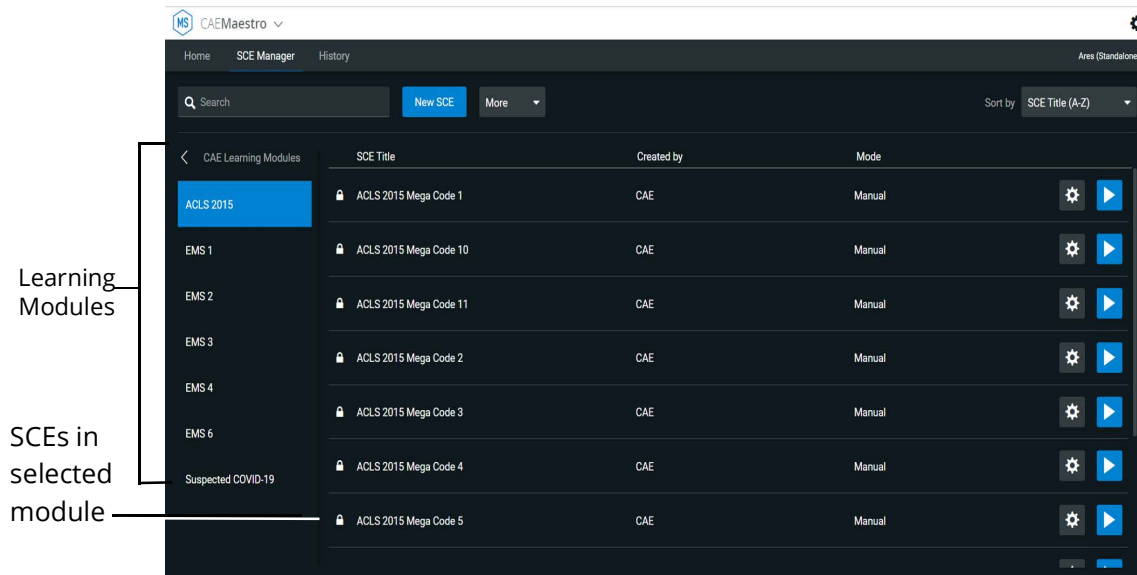 MS CAEMaestro
Home SCE Manager History Ares (Standalone
Search New SCE More Sort by SCE Title (A-Z)
CAE Learning Modules SCE Title Created by Mode
ACLS 2015
EMS 1
EMS 2
EMS 3
EMS 4
EMS 6
Suspected COVID-19
ACLS 2015 Mega Code 1 CAE Manual
ACLS 2015 Mega Code 10 CAE Manual
ACLS 2015 Mega Code 11 CAE Manual
ACLS 2015 Mega Code 2 CAE Manual
ACLS 2015 Mega Code 3 CAE Manual
ACLS 2015 Mega Code 4 CAE Manual
ACLS 2015 Mega Code 5 CAE Manual
Learning
Modules
SCEs in
selected
module